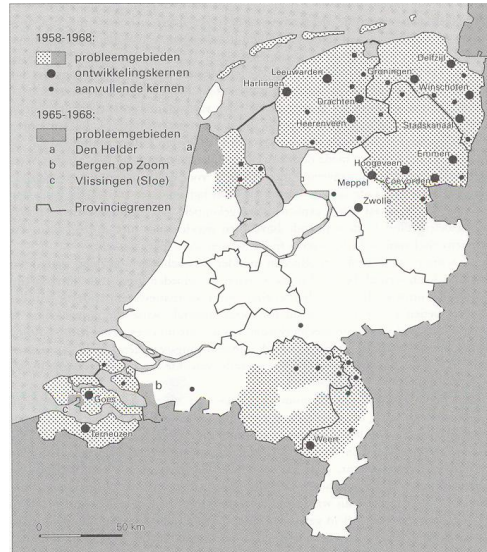 1958-1968:
probleemgebieden
ontwikkelingskernen
aanvullende kernen
1965-1968:
probleemgebieden
a Den Helder
b Bergen op Zoom
c Vlissingen (Sloe)
Provinciegrenzen
Delfzijl
Leeuwarden
Groningen
Harlingen
Winschoten
Drachten
Heerenveen
Stadskanaal
a
Emmen
Hoogeveen
Meppel
Coevorden
Zwolle
b
Goes
c
Terneuzen
Weert
0 50 km